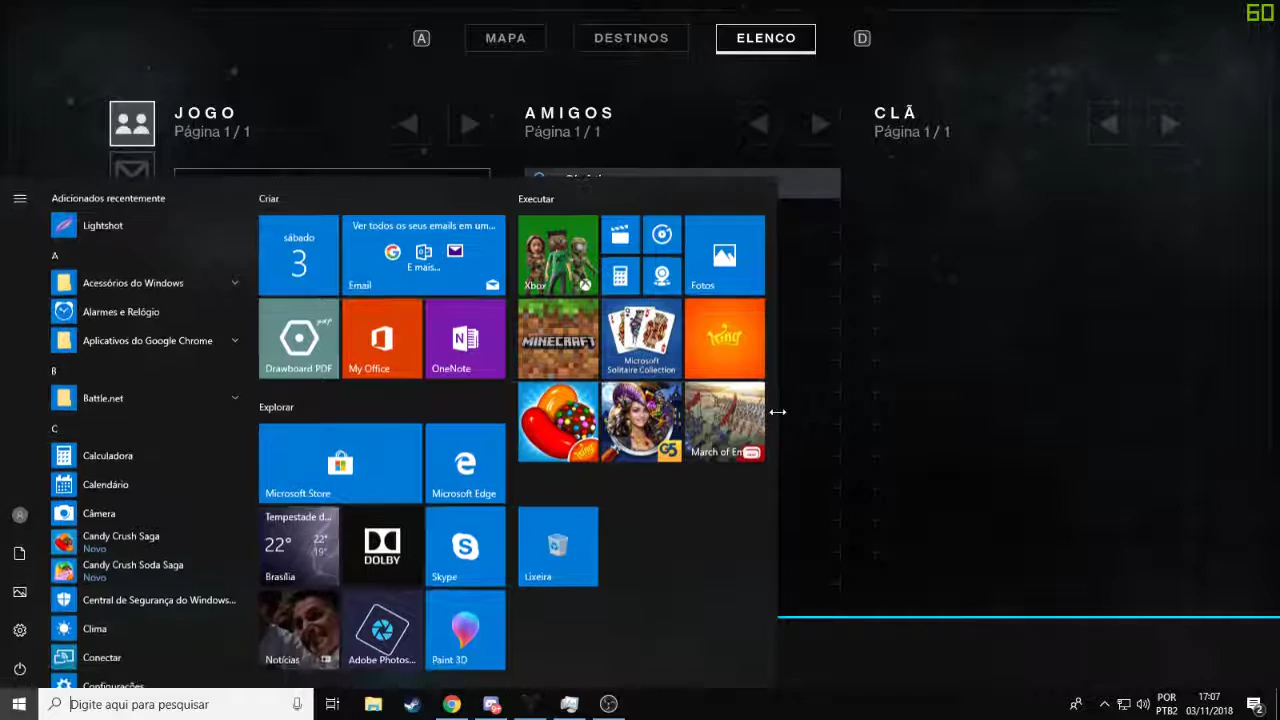 60
A
MAPA
DESTINOS
ELENCO
D
JOGO
Página 1 / 1
AMIGOS
Página 1 / 1
CLÃ
Página 1 / 1
Adicionados recentemente
Lightshot
A
Acessórios do Windows
Alarmes e Relógio
Aplicativos do Google Chrome
B
Battle.net
C
Calculadora
Calendário
Câmera
Candy Crush Saga
Novo
Candy Crush Soda Saga
Novo
Central de Segurança do Windows...
Clima
Conectar
Configurações
Criar
sábado
3
Ver todos os seus emails em um...
E mais...
Email
Drawboard PDF
My Office
OneNote
Explorar
Microsoft Store
Microsoft Edge
Tempestade d...
22°
22°
19°
Brasília
DOLBY
Skype
Notícias
Adobe Photos...
Paint 3D
Executar
Xbox
Fotos
MINECRAFT
Microsoft
Solitaire Collection
King
King
G5
March of Em
Lixeira
Digite aqui para pesquisar
POR
PTB2
17:07
03/11/2018
2